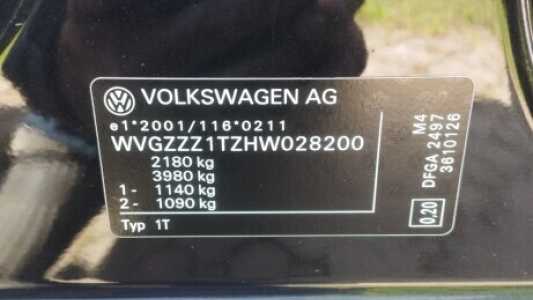 VOLKSWAGEN AG
e1*2001/116*0211
WVGZZZ1TZHW028200
2180 kg
3980 kg
1- 1140 kg
2- 1090 kg
Typ 1T
M4
DFGA 2497
3610126
0,20